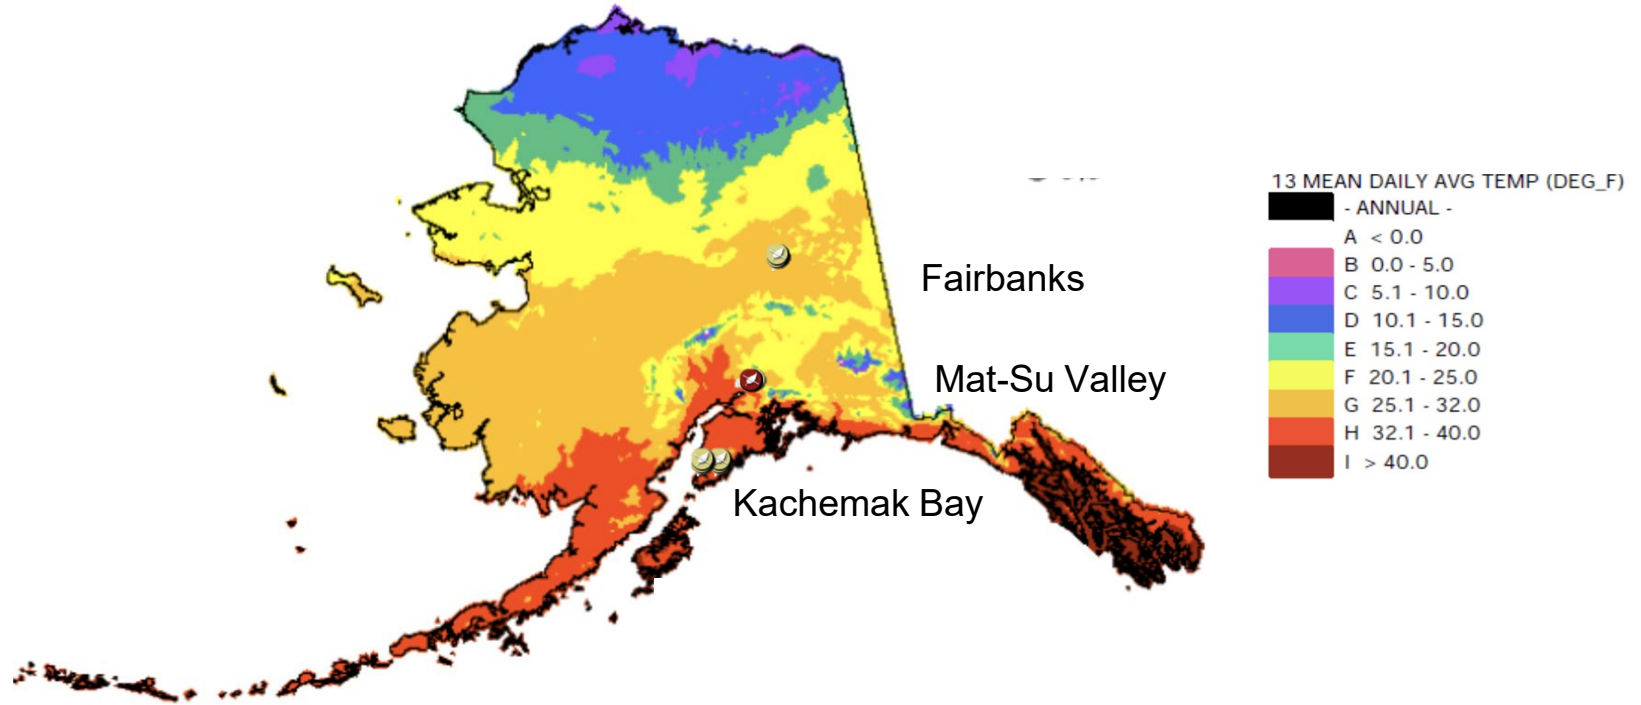 13 MEAN DAILY AVG TEMP (DEG_F)
- ANNUAL -
A < 0.0
B 0.0 - 5.0
C 5.1 - 10.0
D 10.1 - 15.0
E 15.1 - 20.0
F 20.1 - 25.0
G 25.1 - 32.0
H 32.1 - 40.0
I > 40.0
Fairbanks
Mat-Su Valley
Kachemak Bay